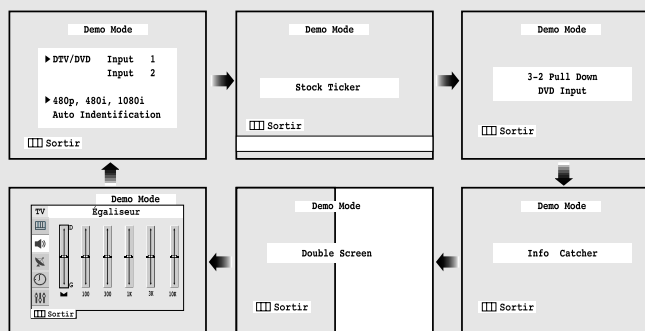 Demo Mode
DTV/DVD Input 1
Input 2
480p, 480i, 1080i
Auto Indentification
Sortir
Demo Mode
Stock Ticker
Sortir
Demo Mode
3-2 Pull Down
DVD Input
Sortir
Demo Mode
TV Égaliseur
D
G
100 300 1K 3K 10K
Sortir
Demo Mode
Double Screen
Sortir
Demo Mode
Info Catcher
Sortir